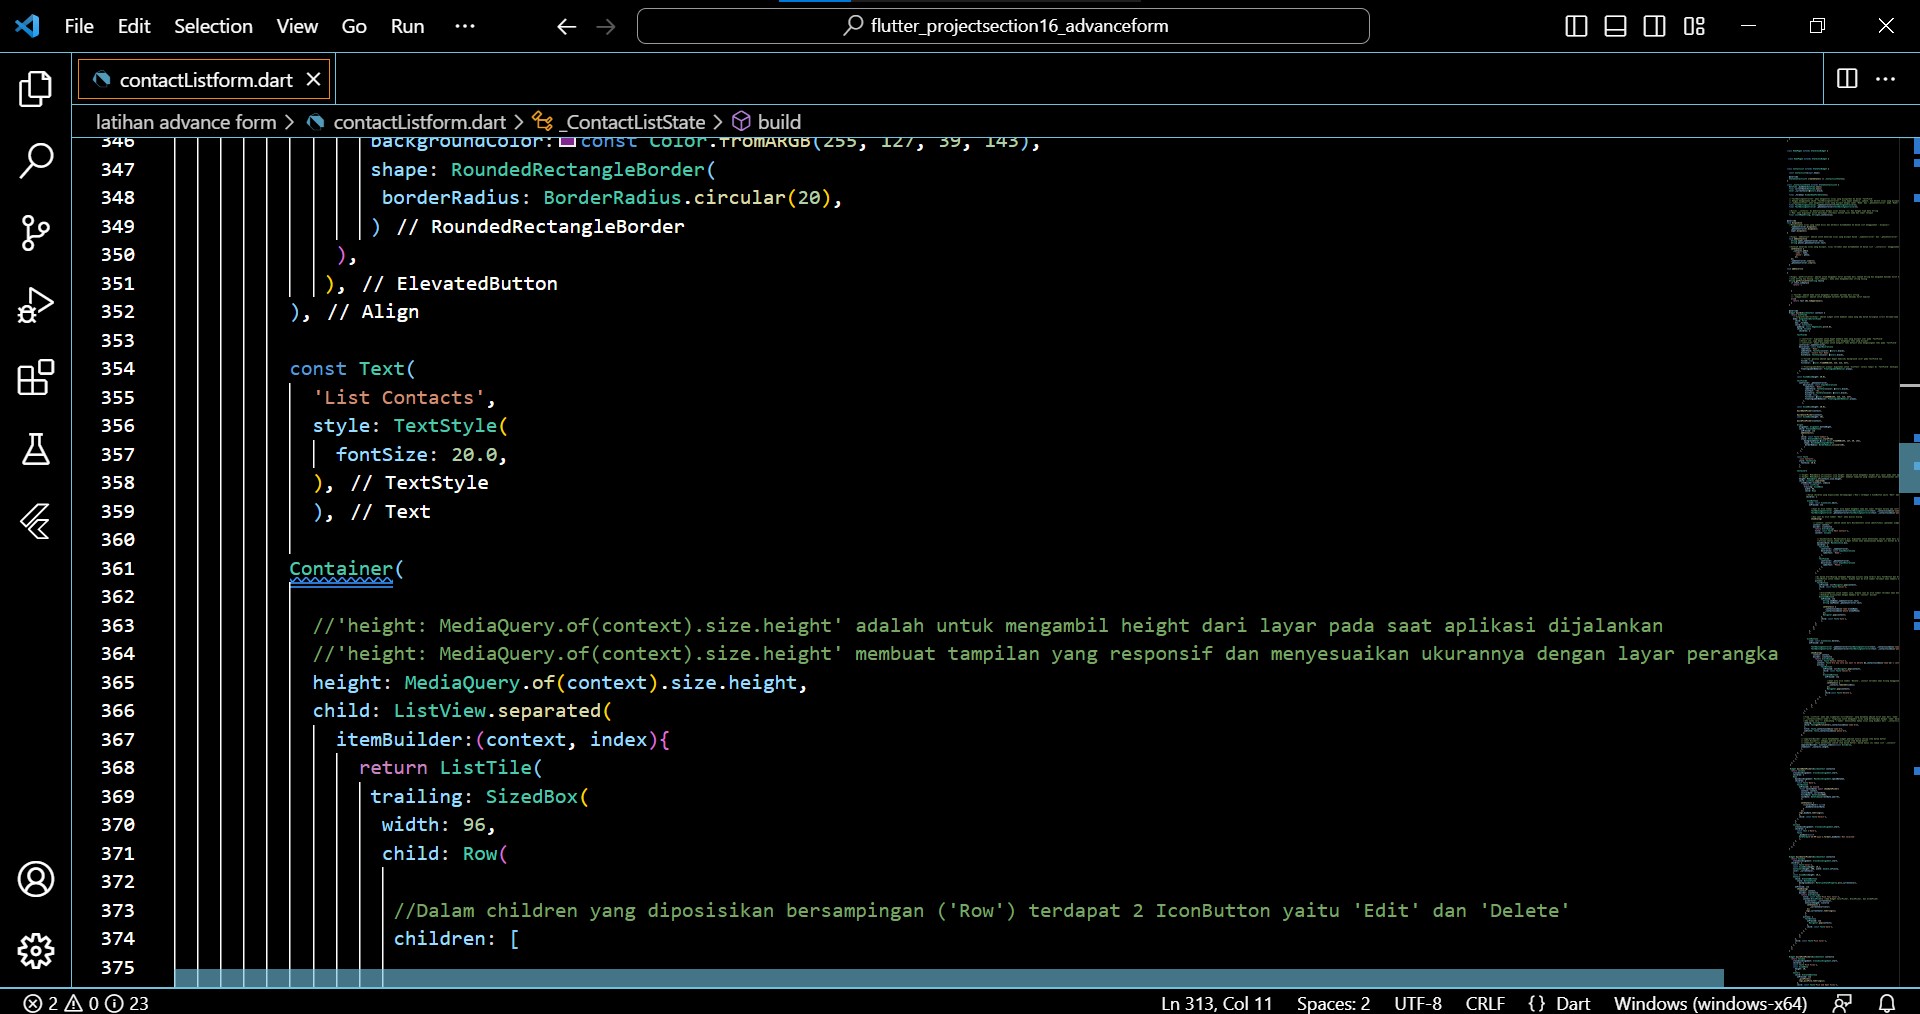 File Edit Selection View Go Run ··· flutter_projectsection16_advanceform
contactListform.dart
latihan advance form > contactListform.dart > _ContactListState > build
346 backgroundColor: const Color.fromARGB(255, 127, 39, 143),
347 shape: RoundedRectangleBorder(
348 borderRadius: BorderRadius.circular(20),
349 ) // RoundedRectangleBorder
350 ),
351 ), // ElevatedButton
352 ), // Align
353
354 const Text(
355 'List Contacts',
356 style: TextStyle(
357 fontSize: 20.0,
358 ), // TextStyle
359 ), // Text
360
361 Container(
362
363 //'height: MediaQuery.of(context).size.height' adalah untuk mengambil height dari layar pada saat aplikasi dijalankan
364 //'height: MediaQuery.of(context).size.height' membuat tampilan yang responsif dan menyesuaikan ukurannya dengan layar perangka
365 height: MediaQuery.of(context).size.height,
366 child: ListView.separated(
367 itemBuilder:(context, index){
368 return ListTile(
369 trailing: SizedBox(
370 width: 96,
371 child: Row(
372
373 //Dalam children yang diposisikan bersampingan ('Row') terdapat 2 IconButton yaitu 'Edit' dan 'Delete'
374 children: [
375
2 0 23 Ln 313, Col 11 Spaces: 2 UTF-8 CRLF {} Dart Windows (windows-x64)